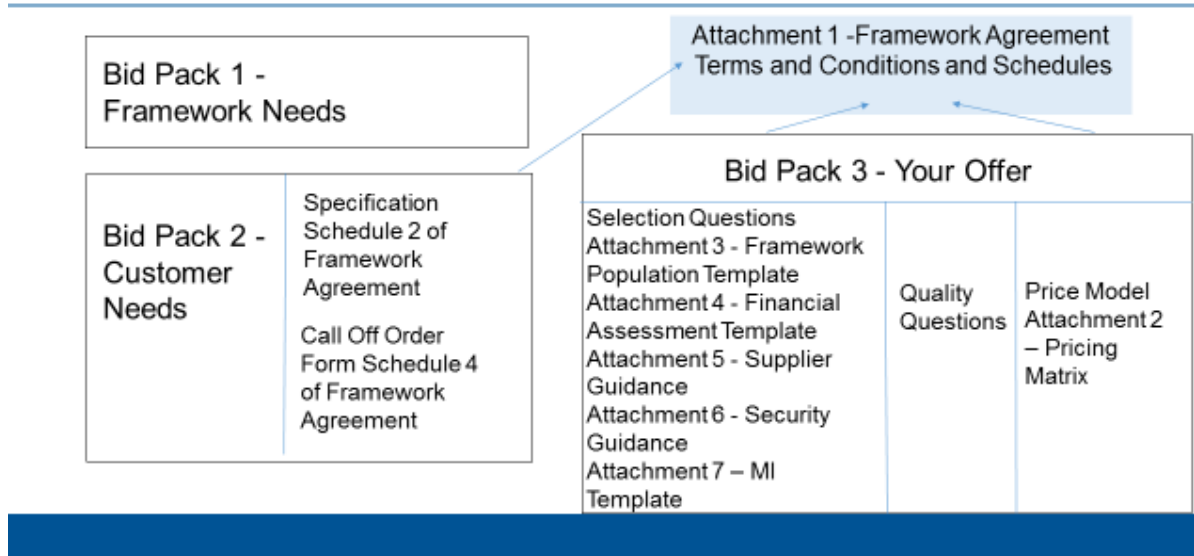 Bid Pack 1 -
Framework Needs
Attachment 1 -Framework Agreement
Terms and Conditions and Schedules
Bid Pack 2 -
Customer
Needs
Specification
Schedule 2 of
Framework
Agreement
Call Off Order
Form Schedule 4
of Framework
Agreement
Bid Pack 3 - Your Offer
Selection Questions
Attachment 3 - Framework
Population Template
Attachment 4 - Financial
Assessment Template
Attachment 5 - Supplier
Guidance
Attachment 6 - Security
Guidance
Attachment 7 – MI
Template
Quality
Questions
Price Model
Attachment 2
– Pricing
Matrix